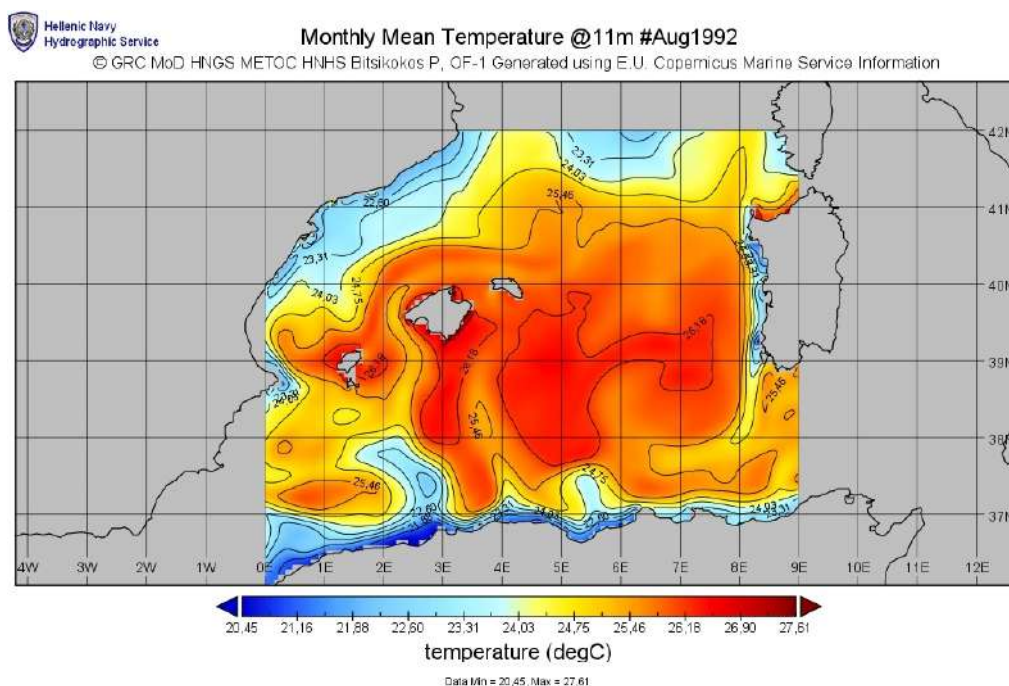 Hellenic Navy
Hydrographic Service
Monthly Mean Temperature @11m #Aug1992
© GRC MoD HNGS METOC HNHS Bitsikokos P, OF-1 Generated using E.U. Copernicus Marine Service Information
42N
23,31
24,03
25,46
22,60
41N
23,31
24,75
24,03
40N
26,18
26,18
39N
26,18
25,46
25,46
38N
24,75
25,46
22,60
24,03
37N
4W 3W 2W 1W 0E 1E 2E 3E 4E 5E 6E 7E 8E 9E 10E 11E 12E
20,45 21,16 21,88 22,60 23,31 24,03 24,75 25,46 26,18 26,90 27,61
temperature (degC)
Data Min = 20,45, Max = 27,61